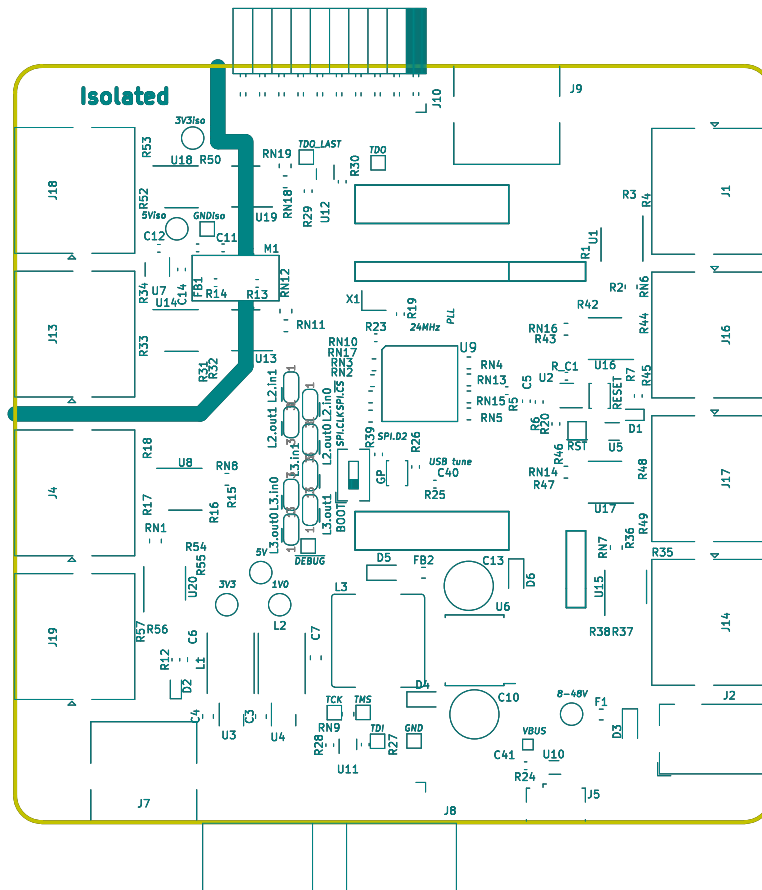 Isolated
J10
J9
3V3iso
R53
U18
R50
RN19
TDO_LAST
R30
TDO
J18
R52
RN18
R29
U12
R3
R4
J1
5Viso
GNDiso
U19
C12
C11
M1
U1
R1
R34
U7
U14
C14
FB1
R14
R13
RN12
X1
R19
R2
RN6
R42
24MHz
PLL
RN11
R23
RN16
R43
R44
J13
J16
R33
R31
R32
U13
RN10
RN17
RN3
RN2
U9
RN4
RN13
RN15
RN5
R5
C5
U2
R_C1
U16
R7
R45
RESET
D1
L2.in1
L2.out1
L2.in0
L2.out0
SPI.CLK
SPI.CS
R39
SPI.D2
R26
R6
R20
RST
U5
R18
U8
RN8
L3.in1
L3.in0
L3.out0
L3.out1
GP
USB tune
C40
R25
R46
RN14
R47
R48
J4
J17
R17
R16
R15
BOOT
U17
R49
RN1
R54
R55
DEBUG
D5
FB2
C13
D6
RN7
R36
R35
U20
5V
3V3
1V0
L3
U6
U15
J19
J14
R57
R56
C6
L2
C7
R38
R37
R12
L1
D2
D4
C10
8-48V
F1
J2
C4
C3
U3
U4
TCK
TMS
RN9
TDI
GND
R28
R27
U11
VBUS
C41
U10
R24
D3
J7
J8
J5